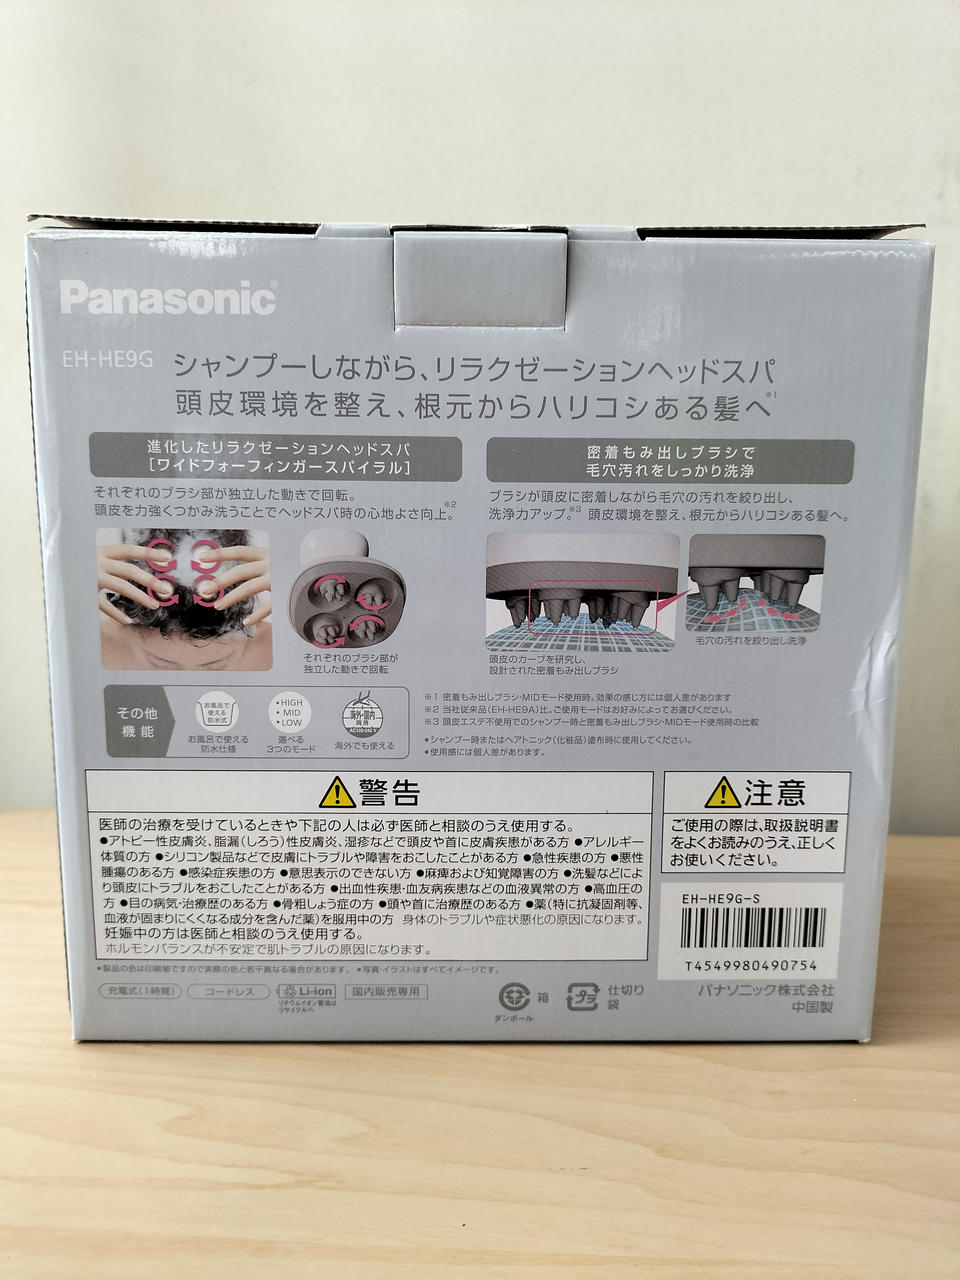 Panasonic®
EH-HE9G
シャンプーしながら、リラクゼーションヘッドスパ
頭皮環境を整え、根元からハリコシある髪へ※1
進化したリラクゼーションヘッドスパ
[ワイドフォーフィンガースパイラル]
それぞれのブラシ部が独立した動きで回転。
頭皮を力強くつかみ洗うことでヘッドスパ時の心地よさ向上。※2
それぞれのブラシ部が
独立した動きで回転
密着もみ出しブラシで
毛穴汚れをしっかり洗浄
ブラシが頭皮に密着しながら毛穴の汚れを絞り出し、
洗浄力アップ。※3 頭皮環境を整え、根元からハリコシある髪へ。
頭皮のカーブを研究し、
設計された密着もみ出しブラシ
毛穴の汚れを絞り出し洗浄
その他
機能
お風呂で
使える
防水式
お風呂で使える
防水仕様
・HIGH
・MID
・LOW
選べる
3つのモード
海外・国内
両用
AC100-240 V
海外でも使える
※1 密着もみ出しブラシ・MIDモード使用時。効果の感じ方には個人差があります
※2 当社従来品(EH-HE9A)比。ご使用モードはお好みによってお選びください。
※3 頭皮エステ不使用でのシャンプー時と密着もみ出しブラシ・MIDモード使用時の比較
●シャンプー時またはヘアトニック(化粧品)塗布時に使用してください。
●使用感には個人差があります。
警告
医師の治療を受けているときや下記の人は必ず医師と相談のうえ使用する。
●アトピー性皮膚炎、脂漏(しろう)性皮膚炎、湿疹などで頭皮や首に皮膚疾患がある方 ●アレルギー
体質の方 ●シリコン製品などで皮膚にトラブルや障害をおこしたことがある方 ●急性疾患の方 ●悪性
腫瘍のある方 ●感染症疾患の方 ●意思表示のできない方 ●麻痺および知覚障害の方 ●洗髪などによ
り頭皮にトラブルをおこしたことがある方 ●出血性疾患・血友病疾患などの血液異常の方 ●高血圧の
方 ●目の病気・治療歴のある方 ●骨粗しょう症の方 ●頭や首に治療歴のある方 ●薬(特に抗凝固剤等、
血液が固まりにくくなる成分を含んだ薬)を服用中の方 身体のトラブルや症状悪化の原因になります。
妊娠中の方は医師と相談のうえ使用する。
ホルモンバランスが不安定で肌トラブルの原因になります。
注意
ご使用の際は、取扱説明書
をよくお読みのうえ、正しく
お使いください。
EH-HE9G-S
T4549980490754
●製品の色は印刷物ですので実際の色と若干異なる場合があります。 ●写真・イラストはすべてイメージです。
充電式(1時間)
コードレス
Li-ion
リチウムイオン電池は
リサイクルへ
国内販売専用
ダンボール
箱
プラ
仕切り
袋
パナソニック株式会社
中国製